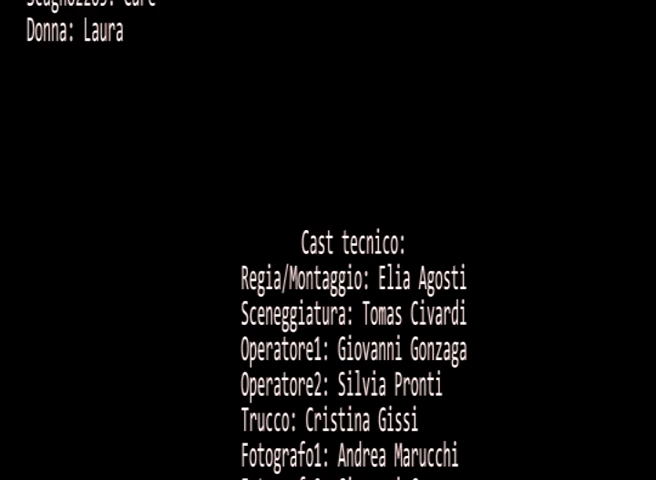 Donna: Laura
Cast tecnico:
Regia/Montaggio: Elia Agosti
Sceneggiatura: Tomas Civardi
Operatore1: Giovanni Gonzaga
Operatore2: Silvia Pronti
Trucco: Cristina Gissi
Fotografo1: Andrea Marucchi